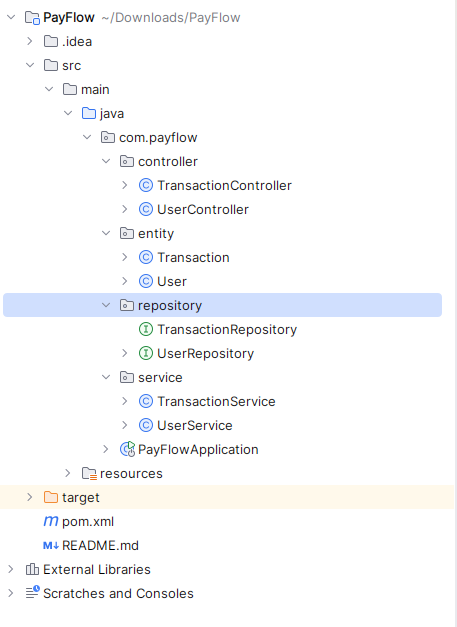 PayFlow ~/Downloads/PayFlow
.idea
src
main
java
com.payflow
controller
C TransactionController
C UserController
entity
C Transaction
C User
repository
I TransactionRepository
I UserRepository
service
C TransactionService
C UserService
C PayFlowApplication
resources
target
m pom.xml
M↓ README.md
External Libraries
Scratches and Consoles